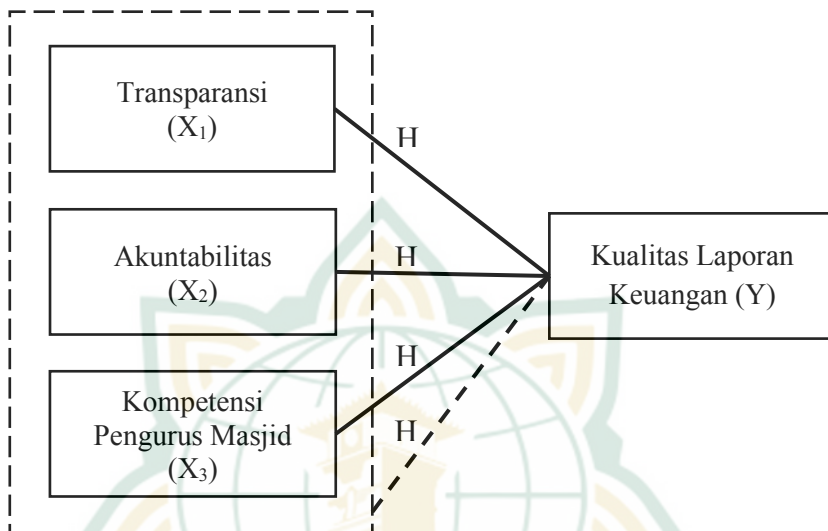 Transparansi
(X₁)
H
Akuntabilitas
(X₂)
H
Kualitas Laporan
Keuangan (Y)
Kompetensi
Pengurus Masjid
(X₃)
H
H